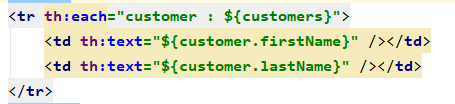 <tr th:each="customer : ${customers}">
<td th:text="${customer.firstName}" /></td>
<td th:text="${customer.lastName}" /></td>
</tr>